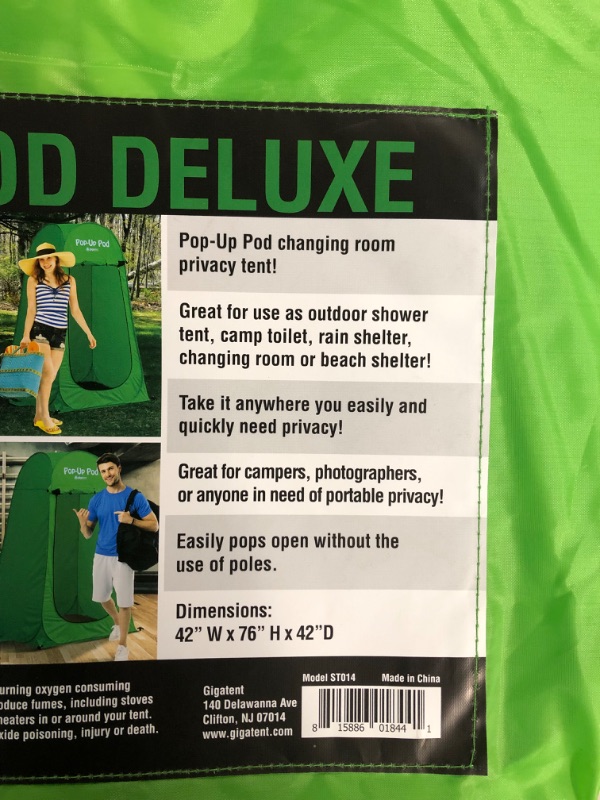 OD DELUXE
Pop-Up Pod
Pop-Up Pod changing room
privacy tent!
Great for use as outdoor shower
tent, camp toilet, rain shelter,
changing room or beach shelter!
Take it anywhere you easily and
quickly need privacy!
Pop-Up Pod
Great for campers, photographers,
or anyone in need of portable privacy!
Easily pops open without the
use of poles.
Dimensions:
42” W x 76” H x 42”D
urning oxygen consuming
oduce fumes, including stoves
heaters in or around your tent.
xide poisoning, injury or death.
Gigatent
140 Delawanna Ave
Clifton, NJ 07014
www.gigatent.com
Model ST014 Made in China
8 15886 01844 1